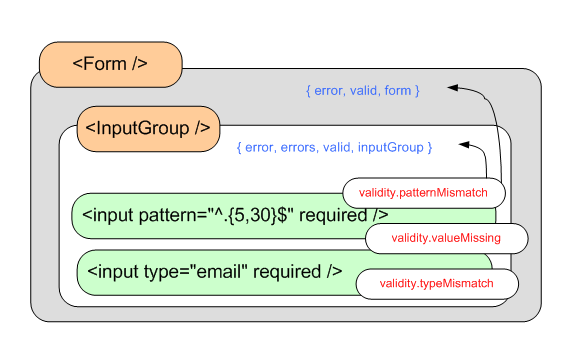 <Form />
{ error, valid, form }
<InputGroup />
{ error, errors, valid, inputGroup }
validity.patternMismatch
<input pattern="^.{5,30}$" required />
validity.valueMissing
<input type="email" required />
validity.typeMismatch